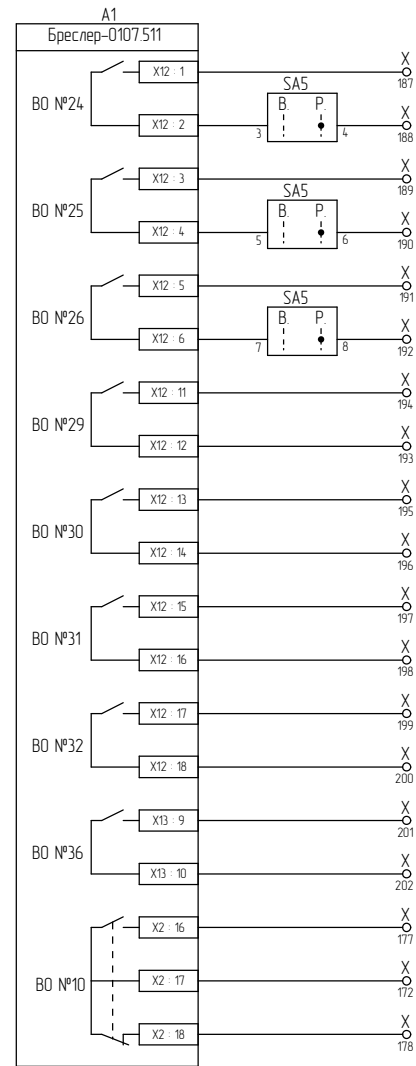 A1
Бреслер-0107.511
ВО №24
X12 : 1
X
187
SA5
В. Р.
X12 : 2
3
4
X
188
ВО №25
X12 : 3
X
189
SA5
В. Р.
X12 : 4
5
6
X
190
ВО №26
X12 : 5
X
191
SA5
В. Р.
X12 : 6
7
8
X
192
ВО №29
X12 : 11
X
194
X12 : 12
X
193
ВО №30
X12 : 13
X
195
X12 : 14
X
196
ВО №31
X12 : 15
X
197
X12 : 16
X
198
ВО №32
X12 : 17
X
199
X12 : 18
X
200
ВО №36
X13 : 9
X
201
X13 : 10
X
202
ВО №10
X2 : 16
X
177
X2 : 17
X
172
X2 : 18
X
178